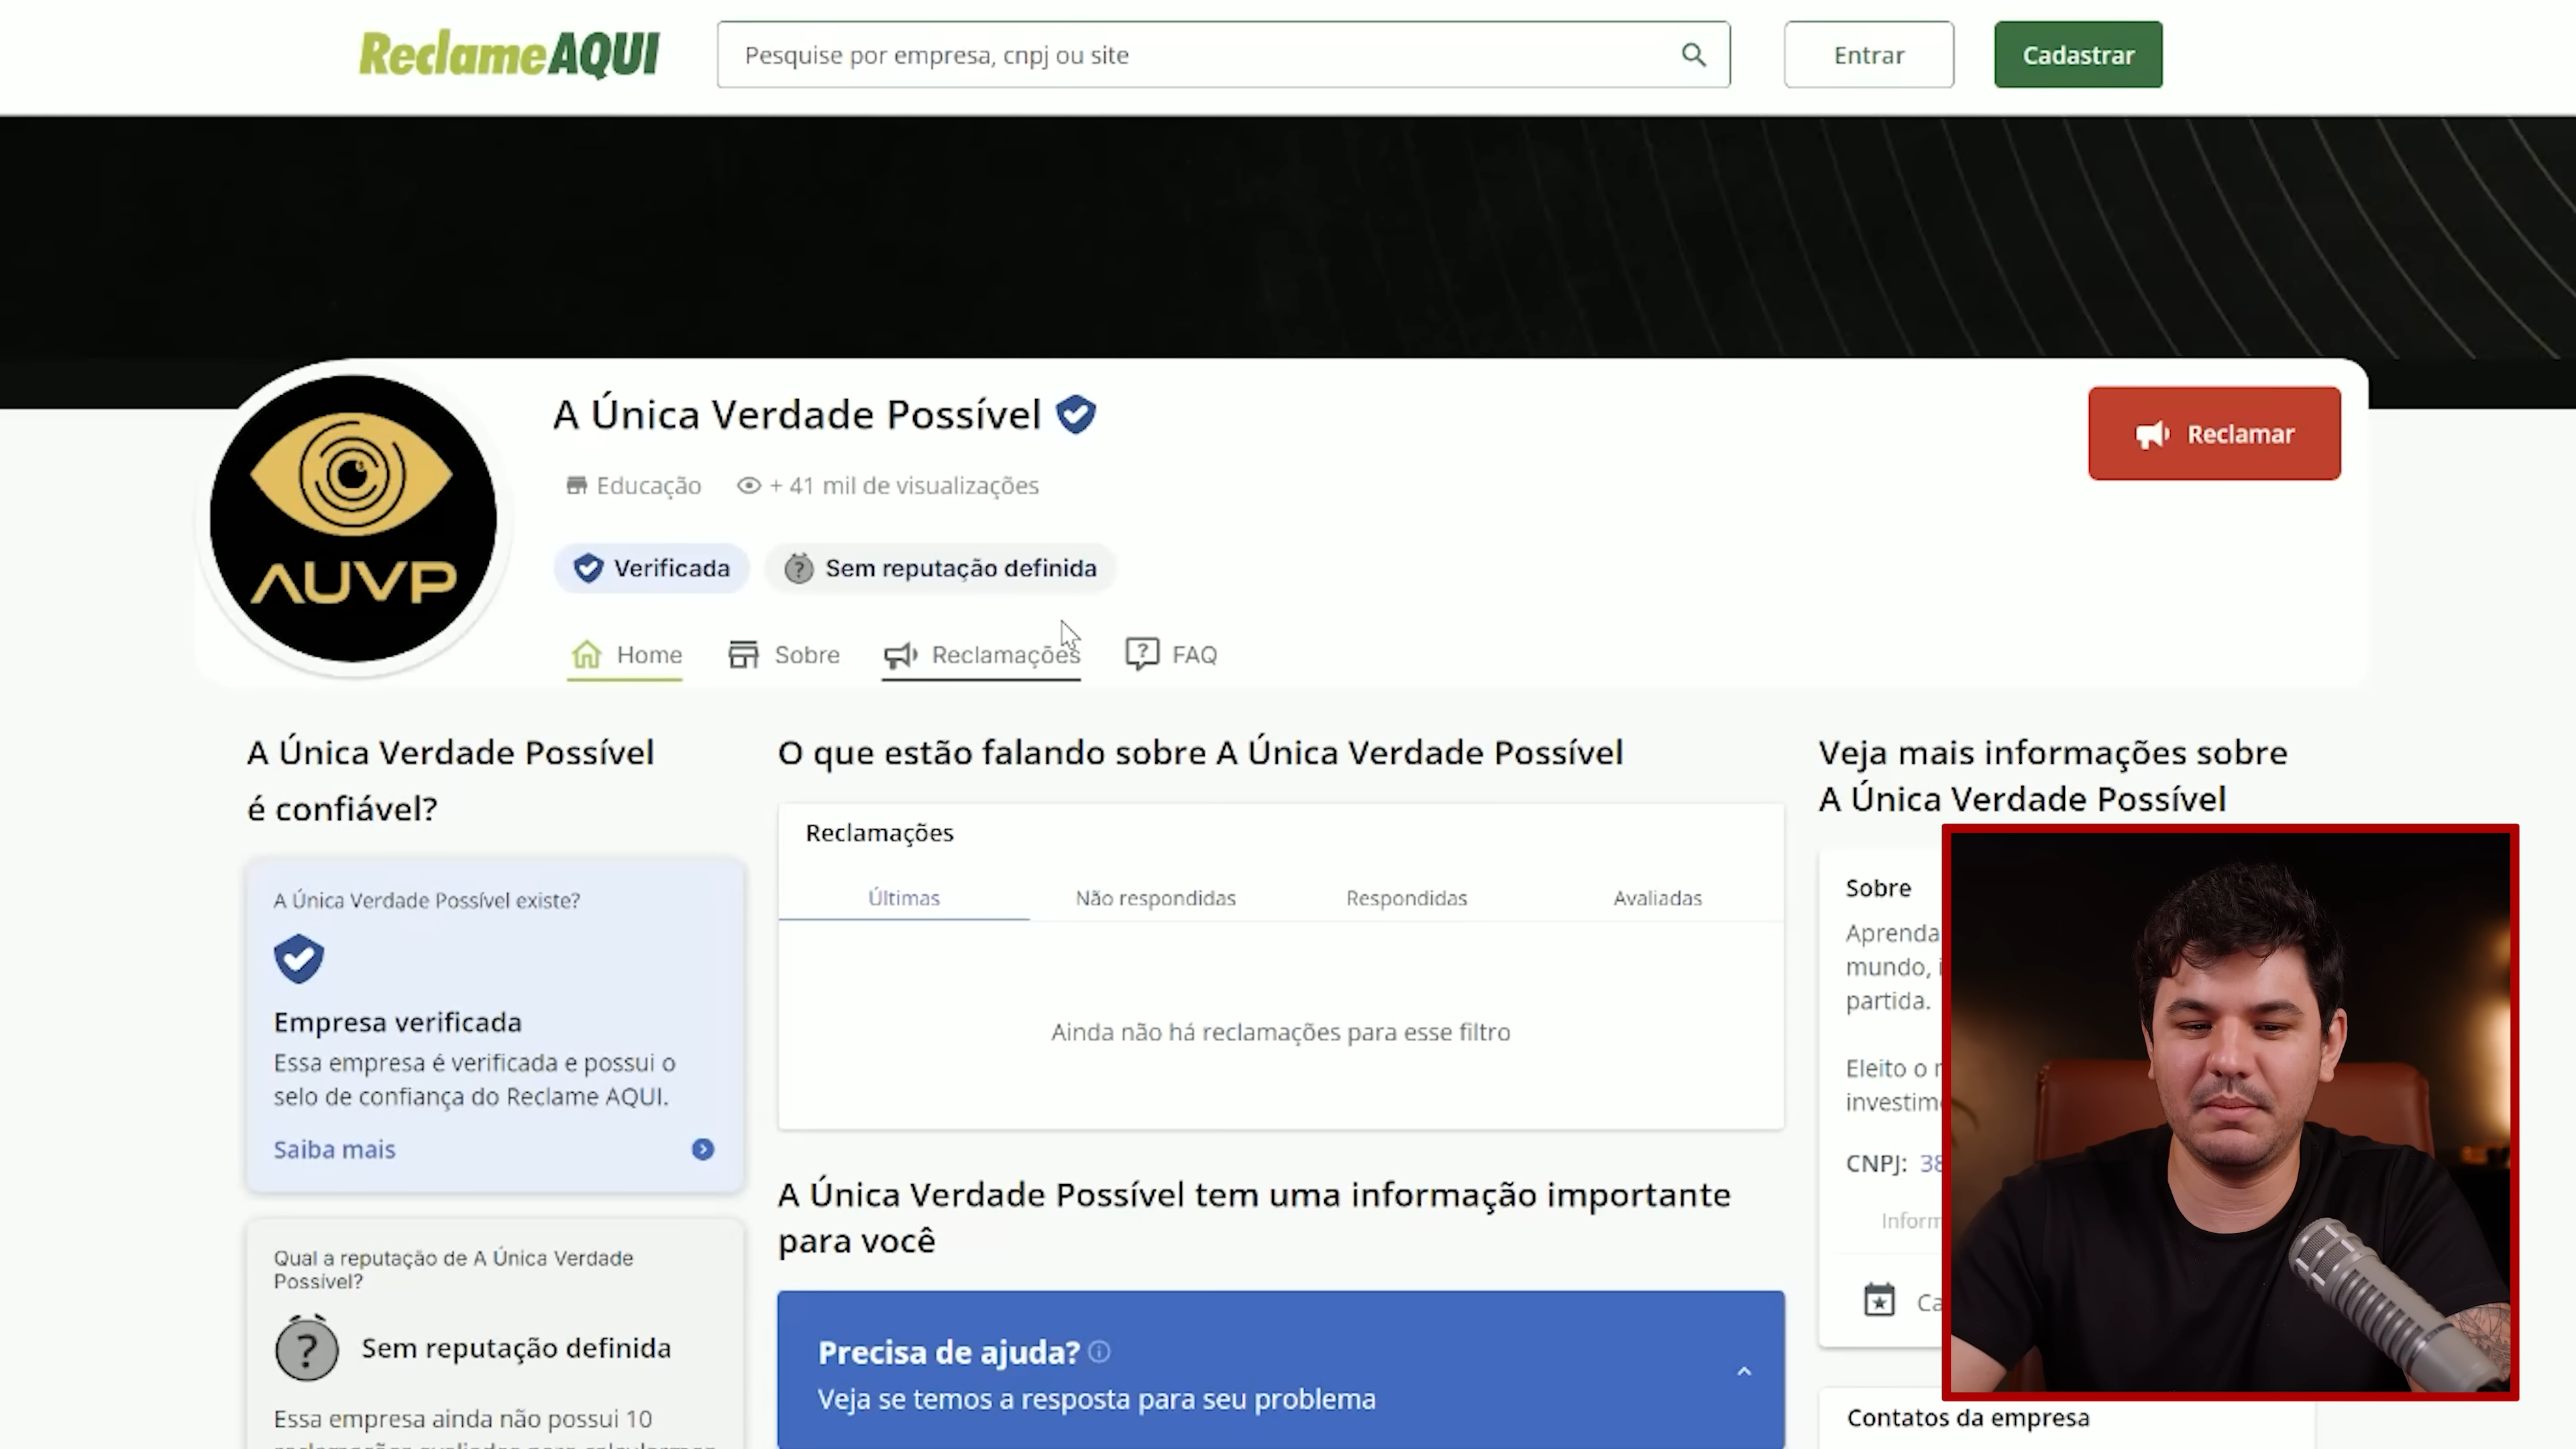 ReclameAQUI
Pesquise por empresa, cnpj ou site
Entrar
Cadastrar
A Única Verdade Possível
Reclamar
Educação
+ 41 mil de visualizações
Verificada
Sem reputação definida
AUVP
Home
Sobre
Reclamações
FAQ
A Única Verdade Possível
é confiável?
A Única Verdade Possível existe?
Empresa verificada
Essa empresa é verificada e possui o
selo de confiança do Reclame AQUI.
Saiba mais
Qual a reputação de A Única Verdade
Possível?
Sem reputação definida
Essa empresa ainda não possui 10
O que estão falando sobre A Única Verdade Possível
Reclamações
Últimas
Não respondidas
Respondidas
Avaliadas
Ainda não há reclamações para esse filtro
A Única Verdade Possível tem uma informação importante
para você
Precisa de ajuda?
Veja se temos a resposta para seu problema
Veja mais informações sobre
A Única Verdade Possível
Sobre
Aprenda
mundo,
partida.
Eleito o
CNPJ: 38
Contatos da empresa